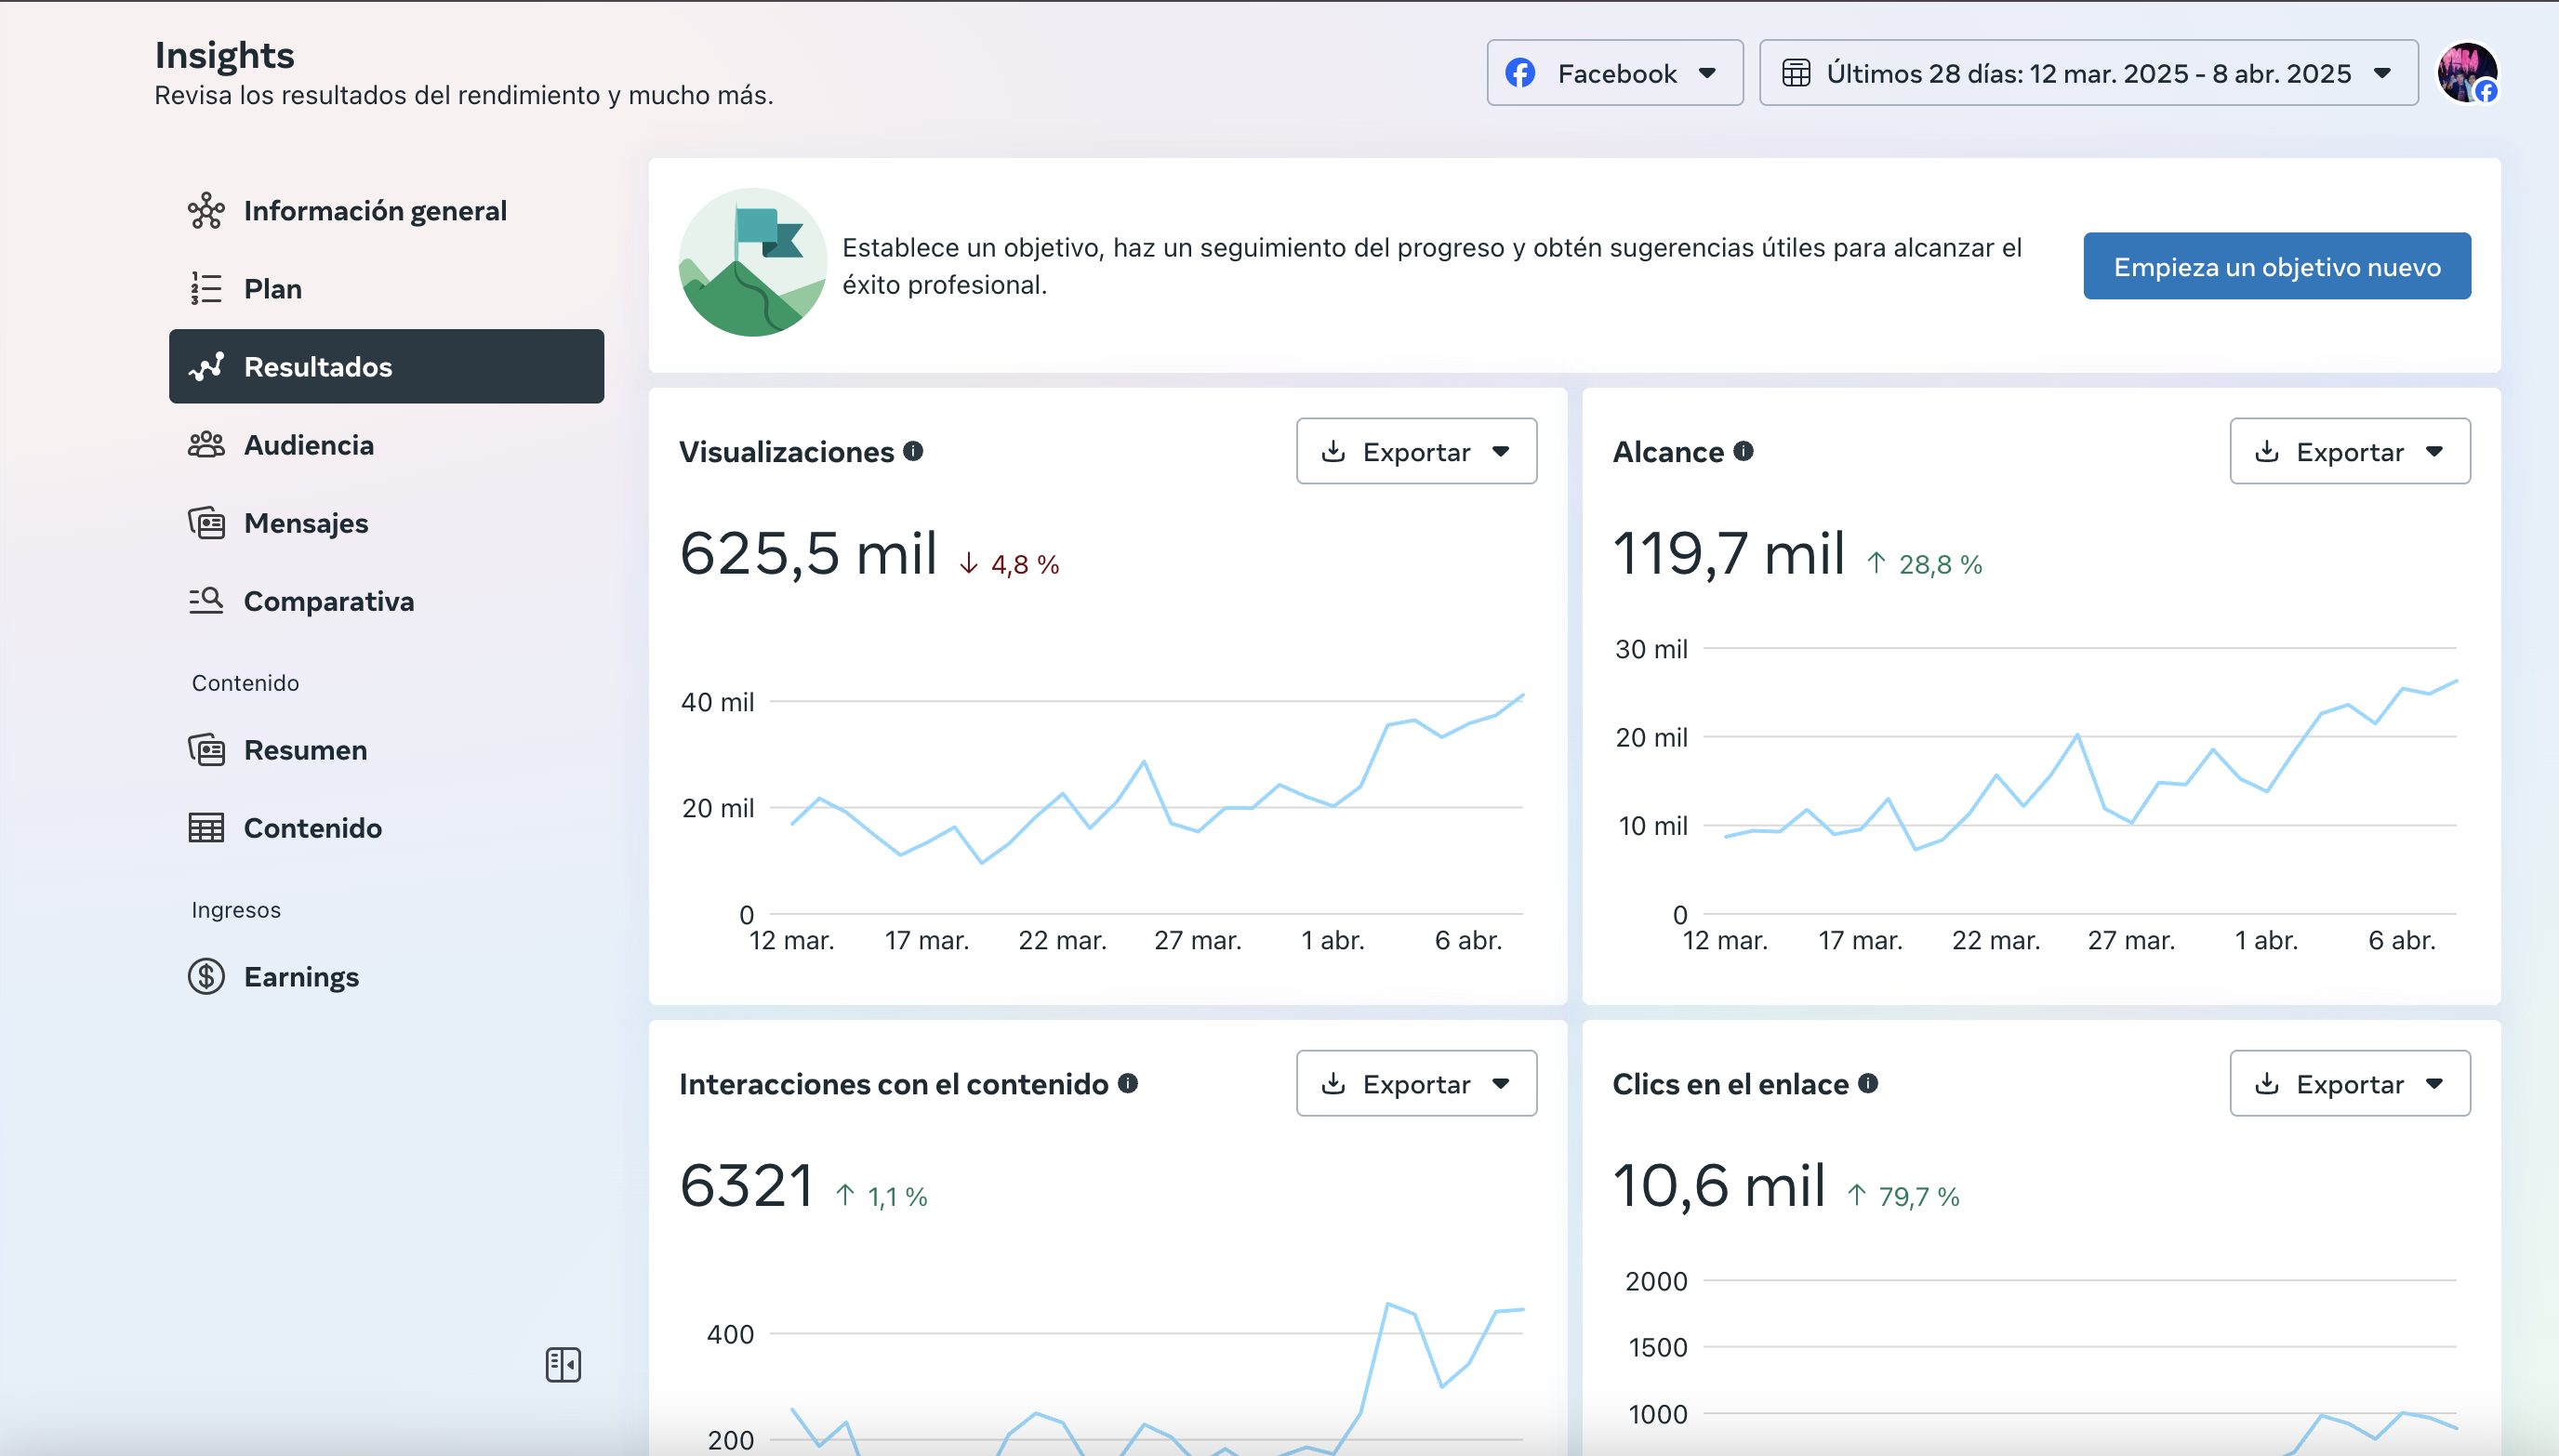 Insights
Revisa los resultados del rendimiento y mucho más.
Facebook
Últimos 28 días: 12 mar. 2025 - 8 abr. 2025
Información general
Plan
Resultados
Audiencia
Mensajes
Comparativa
Contenido
Resumen
Contenido
Ingresos
Earnings
Establece un objetivo, haz un seguimiento del progreso y obtén sugerencias útiles para alcanzar el
éxito profesional.
Empieza un objetivo nuevo
Visualizaciones
Exportar
625,5 mil
4,8 %
40 mil
20 mil
0
12 mar. 17 mar. 22 mar. 27 mar. 1 abr. 6 abr.
Alcance
Exportar
119,7 mil
28,8 %
30 mil
20 mil
10 mil
0
12 mar. 17 mar. 22 mar. 27 mar. 1 abr. 6 abr.
Interacciones con el contenido
Exportar
6321
1,1 %
400
200
Clics en el enlace
Exportar
10,6 mil
79,7 %
2000
1500
1000